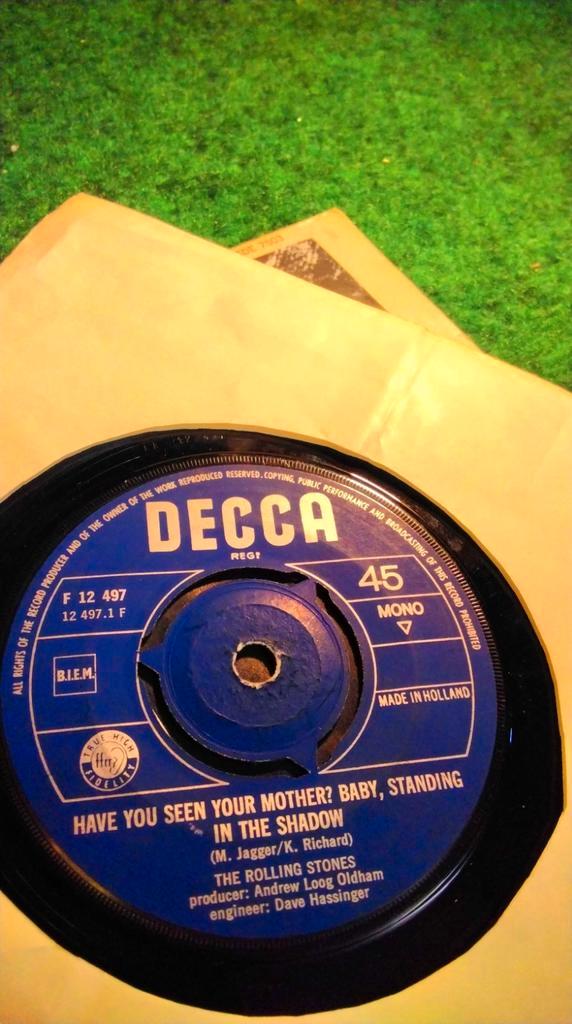 ALL RIGHTS OF THE RECORD PRODUCER AND OF THE OWNER OF THE WORK REPRODUCED RESERVED. COPYING, PUBLIC PERFORMANCE AND BROADCASTING OF THIS RECORD PROHIBITED
DECCA
REGT
F 12 497
12 497.1 F
45
MONO
B.I.E.M.
MADE IN HOLLAND
TRUE HIGH FIDELITY
HAVE YOU SEEN YOUR MOTHER? BABY, STANDING
IN THE SHADOW
(M. Jagger/K. Richard)
THE ROLLING STONES
producer: Andrew Loog Oldham
engineer: Dave Hassinger